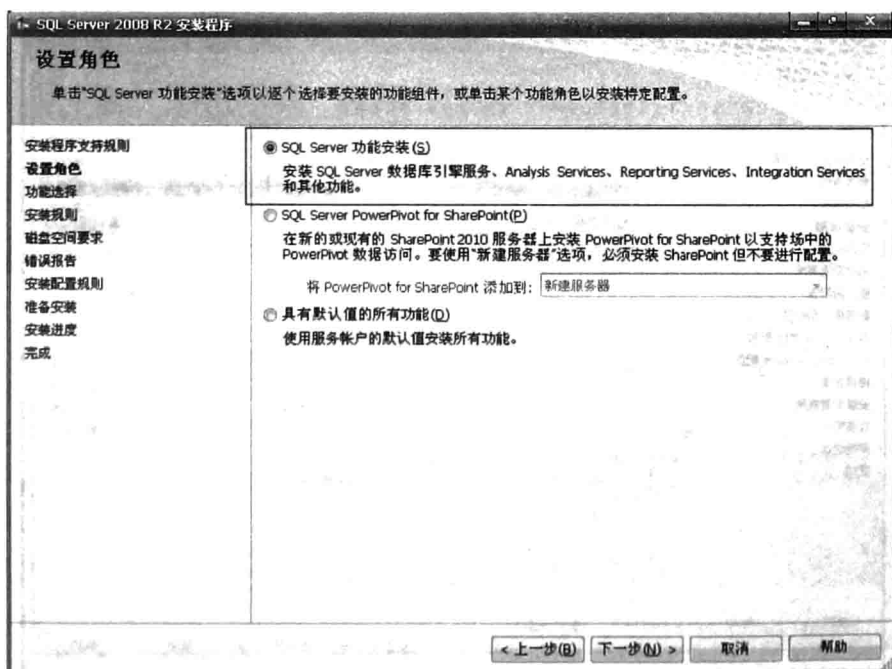 SQL Server 2008 R2 安装程序
设置角色
单击"SQL Server 功能安装"选项以逐个选择要安装的功能组件，或单击某个功能角色以安装特定配置。
安装程序支持规则
设置角色
功能选择
安装规则
磁盘空间要求
错误报告
安装配置规则
准备安装
安装进度
完成
SQL Server 功能安装(S)
安装 SQL Server 数据库引擎服务、Analysis Services、Reporting Services、Integration Services
和其他功能。
SQL Server PowerPivot for SharePoint(P)
在新的或现有的 SharePoint 2010 服务器上安装 PowerPivot for SharePoint 以支持场中的
PowerPivot 数据访问。要使用"新建服务器"选项，必须安装 SharePoint 但不要进行配置。
将 PowerPivot for SharePoint 添加到: 新建服务器
具有默认值的所有功能(D)
使用服务帐户的默认值安装所有功能。
< 上一步(B) 下一步(N) > 取消 帮助